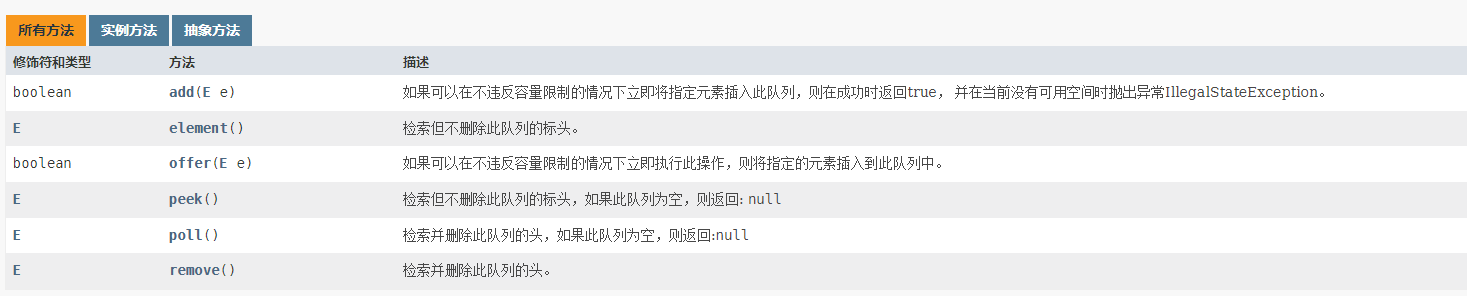 所有方法 实例方法 抽象方法
修饰符和类型 方法 描述
boolean add(E e) 如果可以在不违反容量限制的情况下立即将指定元素插入此队列，则在成功时返回true， 并在当前没有可用空间时抛出异常IllegalStateException。
E element() 检索但不删除此队列的标头。
boolean offer(E e) 如果可以在不违反容量限制的情况下立即执行此操作，则将指定的元素插入到此队列中。
E peek() 检索但不删除此队列的标头，如果此队列为空，则返回: null
E poll() 检索并删除此队列的头，如果此队列为空，则返回:null
E remove() 检索并删除此队列的头。